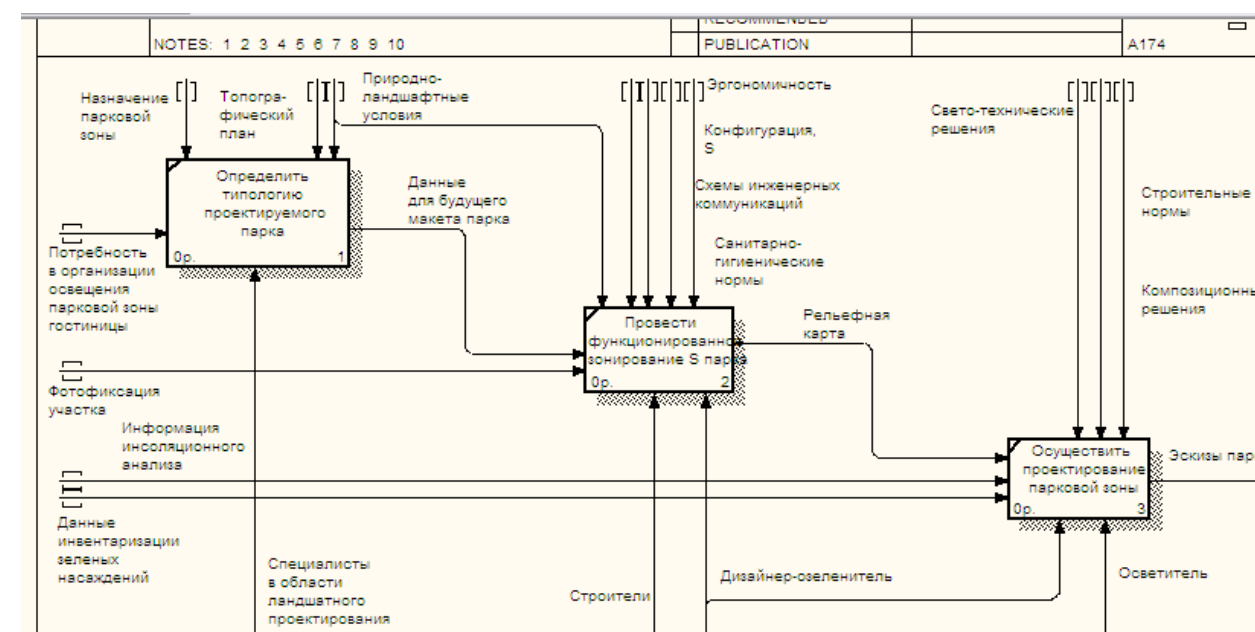 RECOMMENDED
NOTES: 1 2 3 4 5 6 7 8 9 10
PUBLICATION
A174
Назначение
парковой
зоны
Топогра-
фический
план
Природно-
ландшафтные
условия
Эргономичность
Конфигурация,
S
Схемы инженерных
коммуникаций
Санитарно-
гигиенические
нормы
Свето-технические
решения
Строительные
нормы
Композиционны
решения
Определить
типологию
проектируемого
парка
0р.
1
Данные
для будущего
макета парка
Потребность
в организации
освещения
парковой зоны
гостиницы
Провести
функционированно
зонирование S парка
0р.
2
Рельефная
карта
Фотофиксация
участка
Информация
инсоляционного
анализа
Осуществить
проектирование
парковой зоны
0р.
3
Эскизы пар
Данные
инвентаризации
зеленых
насаждений
Специалисты
в области
ландшатного
проектирования
Строители
Дизайнер-озеленитель
Осветитель